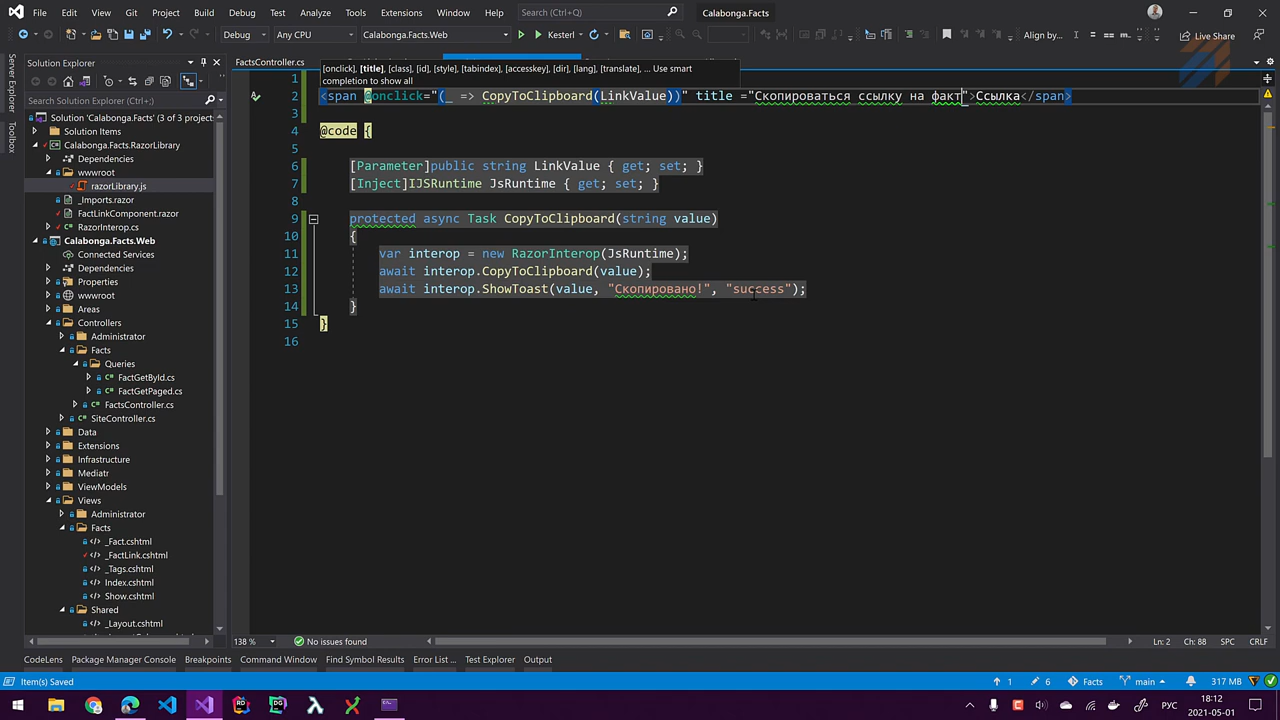 File Edit View Git Project Build Debug Test Analyze Tools Extensions Window Help Search (Ctrl+Q) Calabonga.Facts
Debug Any CPU Calabonga.Facts.Web Kestrel Align by... Live Share
Server Explorer
Toolbox
Solution Explorer
Search Solution Explorer (Ctrl+;)
Solution 'Calabonga.Facts' (3 of 3 projects
Solution Items
Calabonga.Facts.RazorLibrary
Dependencies
wwwroot
razorLibrary.js
_Imports.razor
FactLinkComponent.razor
RazorInterop.cs
Calabonga.Facts.Web
Connected Services
Dependencies
Properties
wwwroot
Areas
Controllers
Administrator
Facts
Queries
FactGetById.cs
FactGetPaged.cs
FactsController.cs
SiteController.cs
Data
Extensions
Infrastructure
Mediatr
ViewModels
Views
Administrator
Facts
_Fact.cshtml
_FactLink.cshtml
_Tags.cshtml
Index.cshtml
Show.cshtml
Shared
_Layout.cshtml
FactsController.cs
[onclick], [title], [class], [id], [style], [tabindex], [accesskey], [dir], [lang], [translate], ... Use smart
completion to show all
1
2 <span @onclick="(_ => CopyToClipboard(LinkValue))" title ="Скопироваться ссылку на факт">Ссылка</span>
3
4 @code {
5
6 [Parameter]public string LinkValue { get; set; }
7 [Inject]IJSRuntime JsRuntime { get; set; }
8
9 protected async Task CopyToClipboard(string value)
10 {
11 var interop = new RazorInterop(JsRuntime);
12 await interop.CopyToClipboard(value);
13 await interop.ShowToast(value, "Скопировано!", "success");
14 }
15 }
16
138 % No issues found Ln: 2 Ch: 88 SPC CRLF
CodeLens Package Manager Console Breakpoints Command Window Find Symbol Results Error List ... Test Explorer Output
Item(s) Saved 1 6 Facts main 317 MB
РУС 18:12
2021-05-01